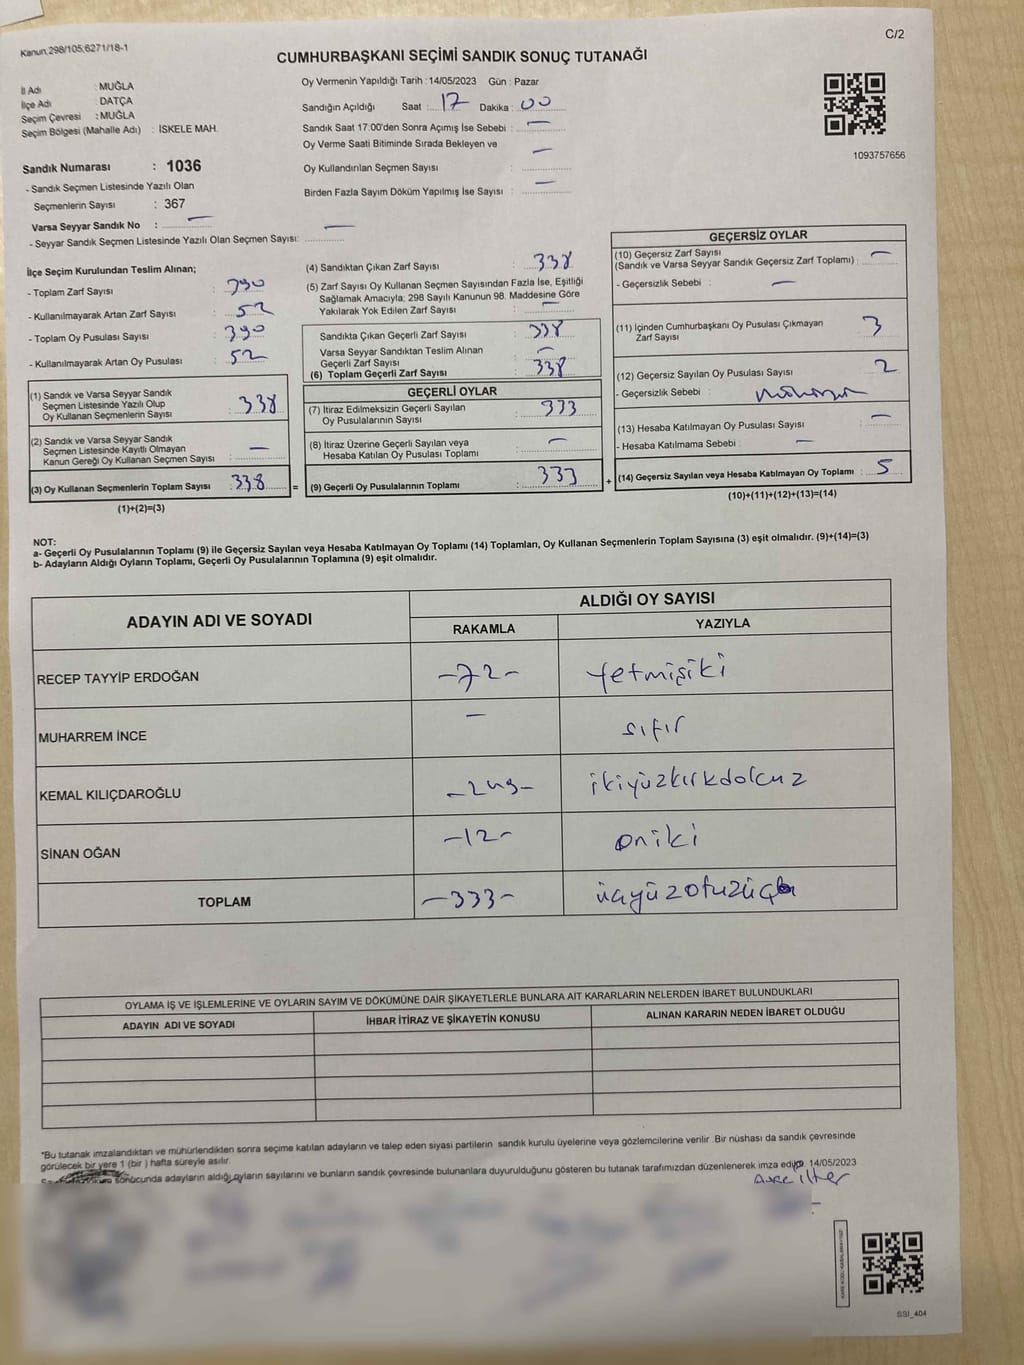 Kanun,298/105;6271/18-1
C/2
CUMHURBAŞKANI SEÇİMİ SANDIK SONUÇ TUTANAĞI
İl Adı : MUĞLA
İlçe Adı : DATÇA
Seçim Çevresi : MUĞLA
Seçim Bölgesi (Mahalle Adı) : İSKELE MAH.
Oy Vermenin Yapıldığı Tarih : 14/05/2023 Gün : Pazar
Sandığın Açıldığı Saat : 17 Dakika : 00
Sandık Saat 17:00'den Sonra Açımış İse Sebebi : —
Oy Verme Saati Bitiminde Sırada Bekleyen ve
Oy Kullandırılan Seçmen Sayısı : —
Birden Fazla Sayım Döküm Yapılmış İse Sayısı : —
1093757656
Sandık Numarası : 1036
- Sandık Seçmen Listesinde Yazılı Olan
Seçmenlerin Sayısı : 367
Varsa Seyyar Sandık No : —
- Seyyar Sandık Seçmen Listesinde Yazılı Olan Seçmen Sayısı: —
İlçe Seçim Kurulundan Teslim Alınan;
- Toplam Zarf Sayısı : 390
- Kullanılmayarak Artan Zarf Sayısı : 52
- Toplam Oy Pusulası Sayısı : 390
- Kullanılmayarak Artan Oy Pusulası : 52
(1) Sandık ve Varsa Seyyar Sandık
Seçmen Listesinde Yazılı Olup
Oy Kullanan Seçmenlerin Sayısı : 338
(2) Sandık ve Varsa Seyyar Sandık
Seçmen Listesinde Kayıtlı Olmayan
Kanun Gereği Oy Kullanan Seçmen Sayısı : —
(3) Oy Kullanan Seçmenlerin Toplam Sayısı : 338
(1)+(2)=(3)
(4) Sandıktan Çıkan Zarf Sayısı : 338
(5) Zarf Sayısı Oy Kullanan Seçmen Sayısından Fazla İse, Eşitliği
Sağlamak Amacıyla; 298 Sayılı Kanunun 98. Maddesine Göre
Yakılarak Yok Edilen Zarf Sayısı : —
Sandıkta Çıkan Geçerli Zarf Sayısı : 338
Varsa Seyyar Sandıktan Teslim Alınan
Geçerli Zarf Sayısı : —
(6) Toplam Geçerli Zarf Sayısı : 338
GEÇERLİ OYLAR
(7) İtiraz Edilmeksizin Geçerli Sayılan
Oy Pusulalarının Sayısı : 333
(8) İtiraz Üzerine Geçerli Sayılan veya
Hesaba Katılan Oy Pusulası Toplamı : —
= (9) Geçerli Oy Pusulalarının Toplamı : 333
GEÇERSİZ OYLAR
(10) Geçersiz Zarf Sayısı
(Sandık ve Varsa Seyyar Sandık Geçersiz Zarf Toplamı) : —
- Geçersizlik Sebebi : —
(11) İçinden Cumhurbaşkanı Oy Pusulası Çıkmayan
Zarf Sayısı : 3
(12) Geçersiz Sayılan Oy Pusulası Sayısı : 2
- Geçersizlik Sebebi :
(13) Hesaba Katılmayan Oy Pusulası Sayısı : —
- Hesaba Katılmama Sebebi : —
+ (14) Geçersiz Sayılan veya Hesaba Katılmayan Oy Toplamı : 5
(10)+(11)+(12)+(13)=(14)
NOT:
a- Geçerli Oy Pusulalarının Toplamı (9) ile Geçersiz Sayılan veya Hesaba Katılmayan Oy Toplamı (14) Toplamları, Oy Kullanan Seçmenlerin Toplam Sayısına (3) eşit olmalıdır. (9)+(14)=(3)
b- Adayların Aldığı Oyların Toplamı, Geçerli Oy Pusulalarının Toplamına (9) eşit olmalıdır.
ADAYIN ADI VE SOYADI
ALDIĞI OY SAYISI
RAKAMLA YAZIYLA
RECEP TAYYİP ERDOĞAN -72- Yetmişiki
MUHARREM İNCE — sıfır
KEMAL KILIÇDAROĞLU -249- ikiyüzkırkdokuz
SİNAN OĞAN -12- oniki
TOPLAM -333- üçyüzotuzüç
OYLAMA İŞ VE İŞLEMLERİNE VE OYLARIN SAYIM VE DÖKÜMÜNE DAİR ŞİKAYETLERLE BUNLARA AİT KARARLARIN NELERDEN İBARET BULUNDUKLARI
ADAYIN ADI VE SOYADI İHBAR İTİRAZ VE ŞİKAYETİN KONUSU ALINAN KARARIN NEDEN İBARET OLDUĞU
"Bu tutanak imzalandıktan ve mühürlendikten sonra seçime katılan adayların ve talep eden siyasi partilerin sandık kurulu üyelerine veya gözlemcilerine verilir. Bir nüshası da sandık çevresinde
görülecek bir yere 1 (bir ) hafta süreyle asılır.
sonucunda adayların aldığı oyların sayılarını ve bunların sandık çevresinde bulunanlara duyurulduğunu gösteren bu tutanak tarafımızdan düzenlenerek imza 14/05/2023
SSI_404